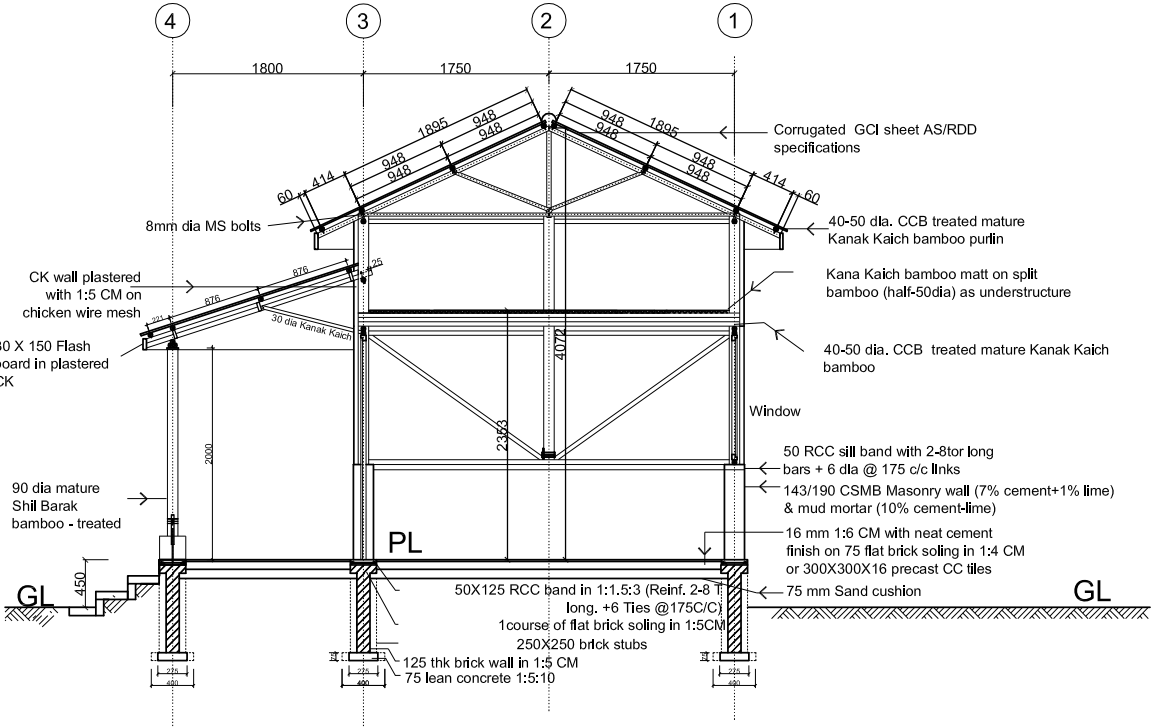 4 3 2 1
1800 1750 1750
948 948
1895 948 948 1895
948 948
948 948
414 414
60 60
Corrugated GCI sheet AS/RDD
specifications
8mm dia MS bolts
40-50 dia. CCB treated mature
Kanak Kaich bamboo purlin
CK wall plastered
with 1:5 CM on
chicken wire mesh
876
876
25
221
30 dia Kanak Kaich
Kana Kaich bamboo matt on split
bamboo (half-50dia) as understructure
X 150 Flash
board in plastered
CK
40-50 dia. CCB treated mature Kanak Kaich
bamboo
4072
2353
2000
Window
50 RCC sill band with 2-8tor long
bars + 6 dia @ 175 c/c links
90 dia mature
Shil Barak
bamboo - treated
143/190 CSMB Masonry wall (7% cement+1% lime)
& mud mortar (10% cement-lime)
PL
16 mm 1:6 CM with neat cement
finish on 75 flat brick soling in 1:4 CM
or 300X300X16 precast CC tiles
450
GL
50X125 RCC band in 1:1.5:3 (Reinf. 2-8 T
long. +6 Ties @175C/C)
75 mm Sand cushion
GL
1course of flat brick soling in 1:5CM
250X250 brick stubs
125 thk brick wall in 1:5 CM
75 lean concrete 1:5:10
275 275 275
400 400 400